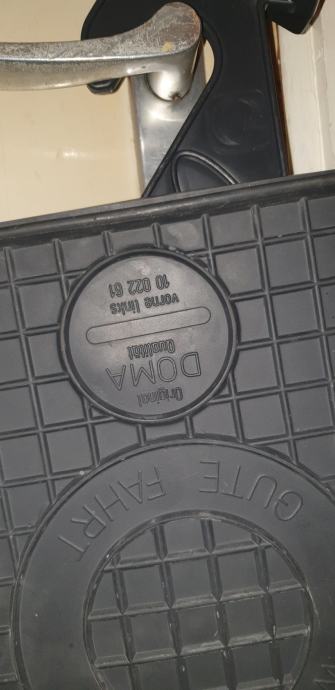 Original
DOMA
Qualität
vorne links
10 022 61
GUTE FAHRT